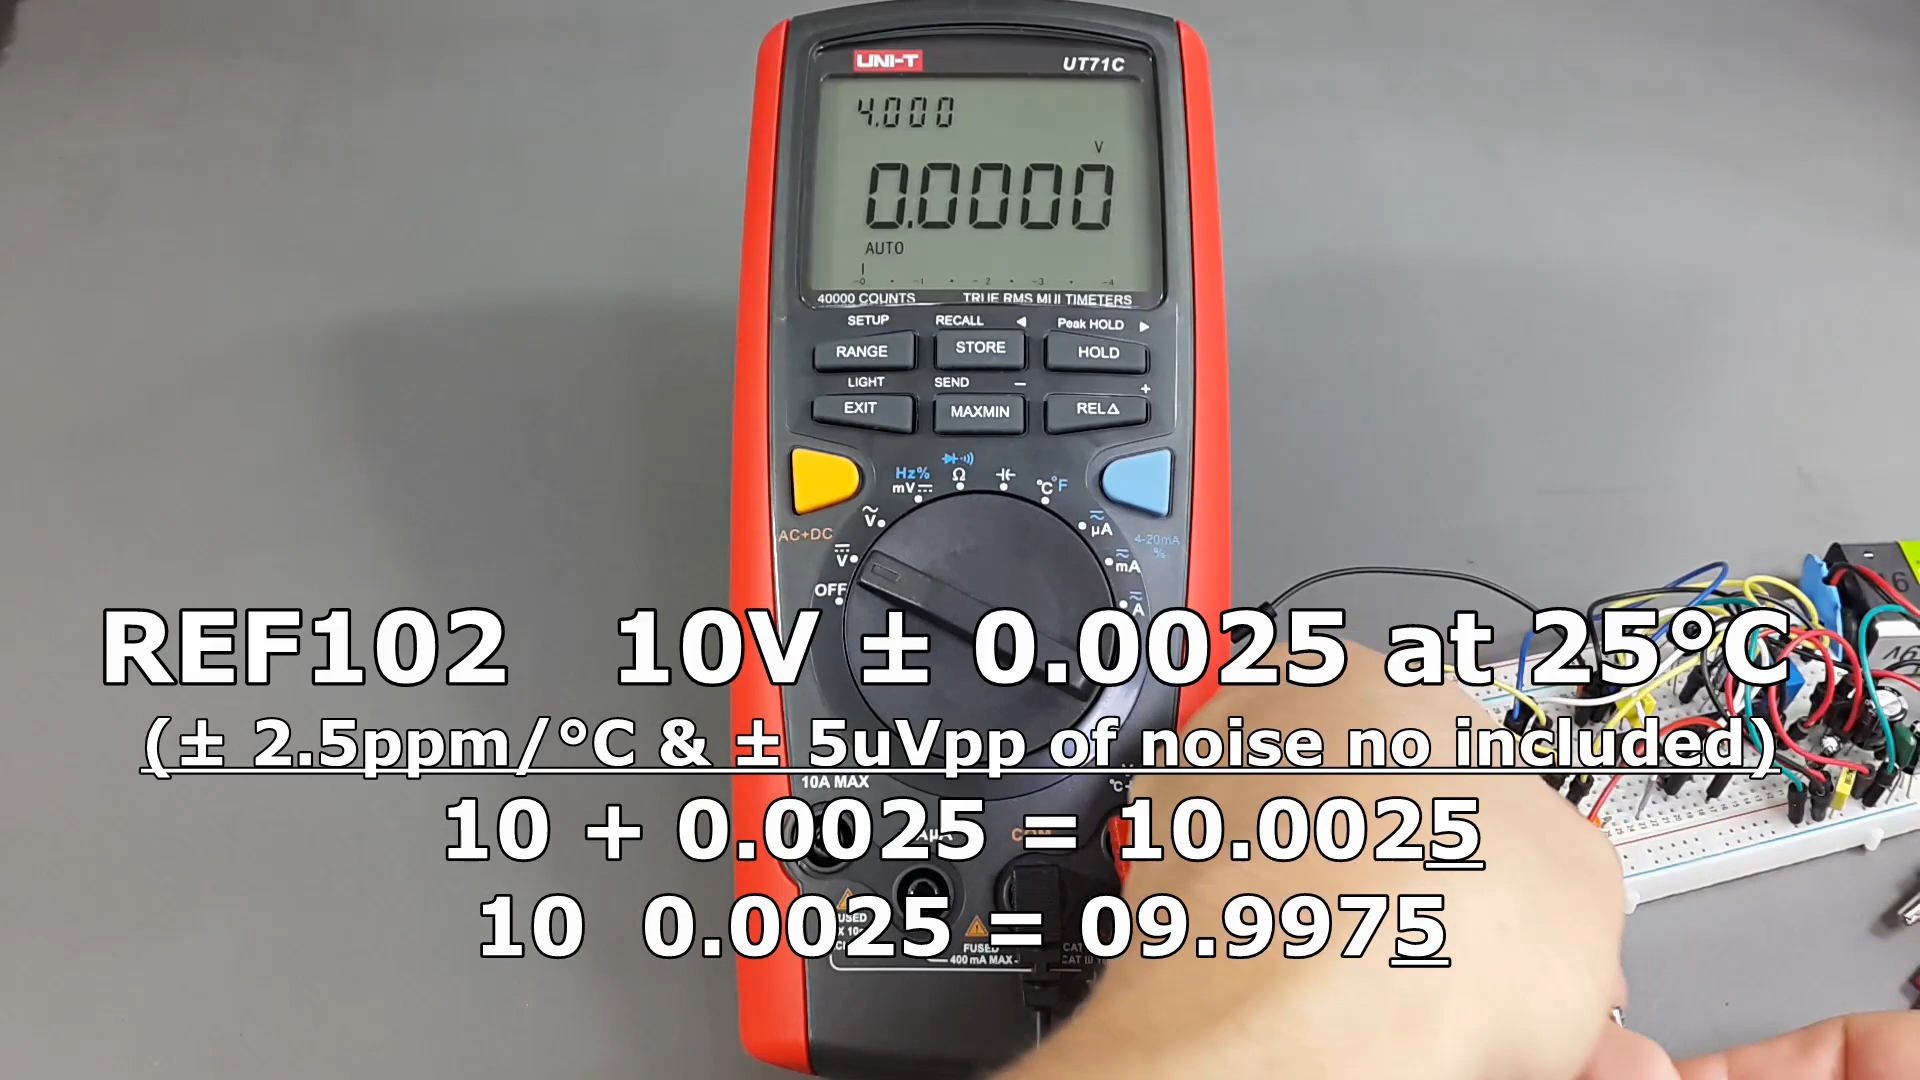 UNI-T UT71C
4.000
V
0.0000
AUTO
40000 COUNTS TRUE RMS MULTIMETERS
SETUP RECALL ◀ Peak HOLD ▶
RANGE STORE HOLD
LIGHT SEND − +
EXIT MAXMIN REL△
Hz% Ω °C°F
mV
V µA
AC+DC 4-20mA
%
V mA
OFF A
REF102 10V ± 0.0025 at 25°C
(± 2.5ppm/°C & ± 5uVpp of noise no included)
10A MAX
10 + 0.0025 = 10.0025
COM
10 0.0025 = 09.9975
FUSED
400 mA MAX